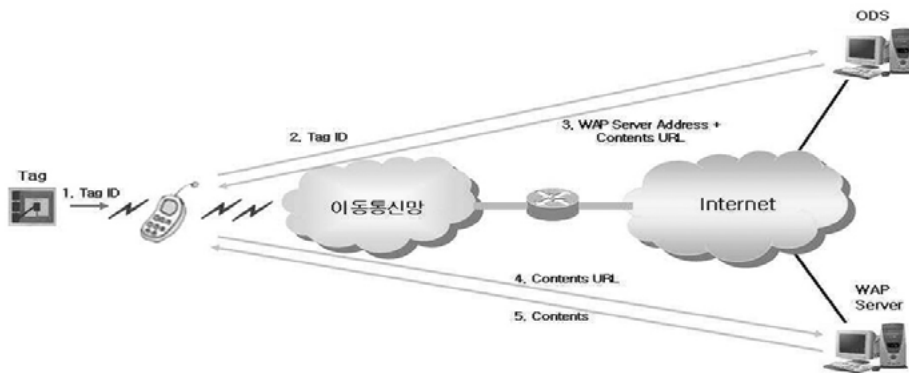 ODS
2. Tag ID
3. WAP Server Address +
Contents URL
Tag
1. Tag ID
이동통신망
Internet
4. Contents URL
5. Contents
WAP
Server